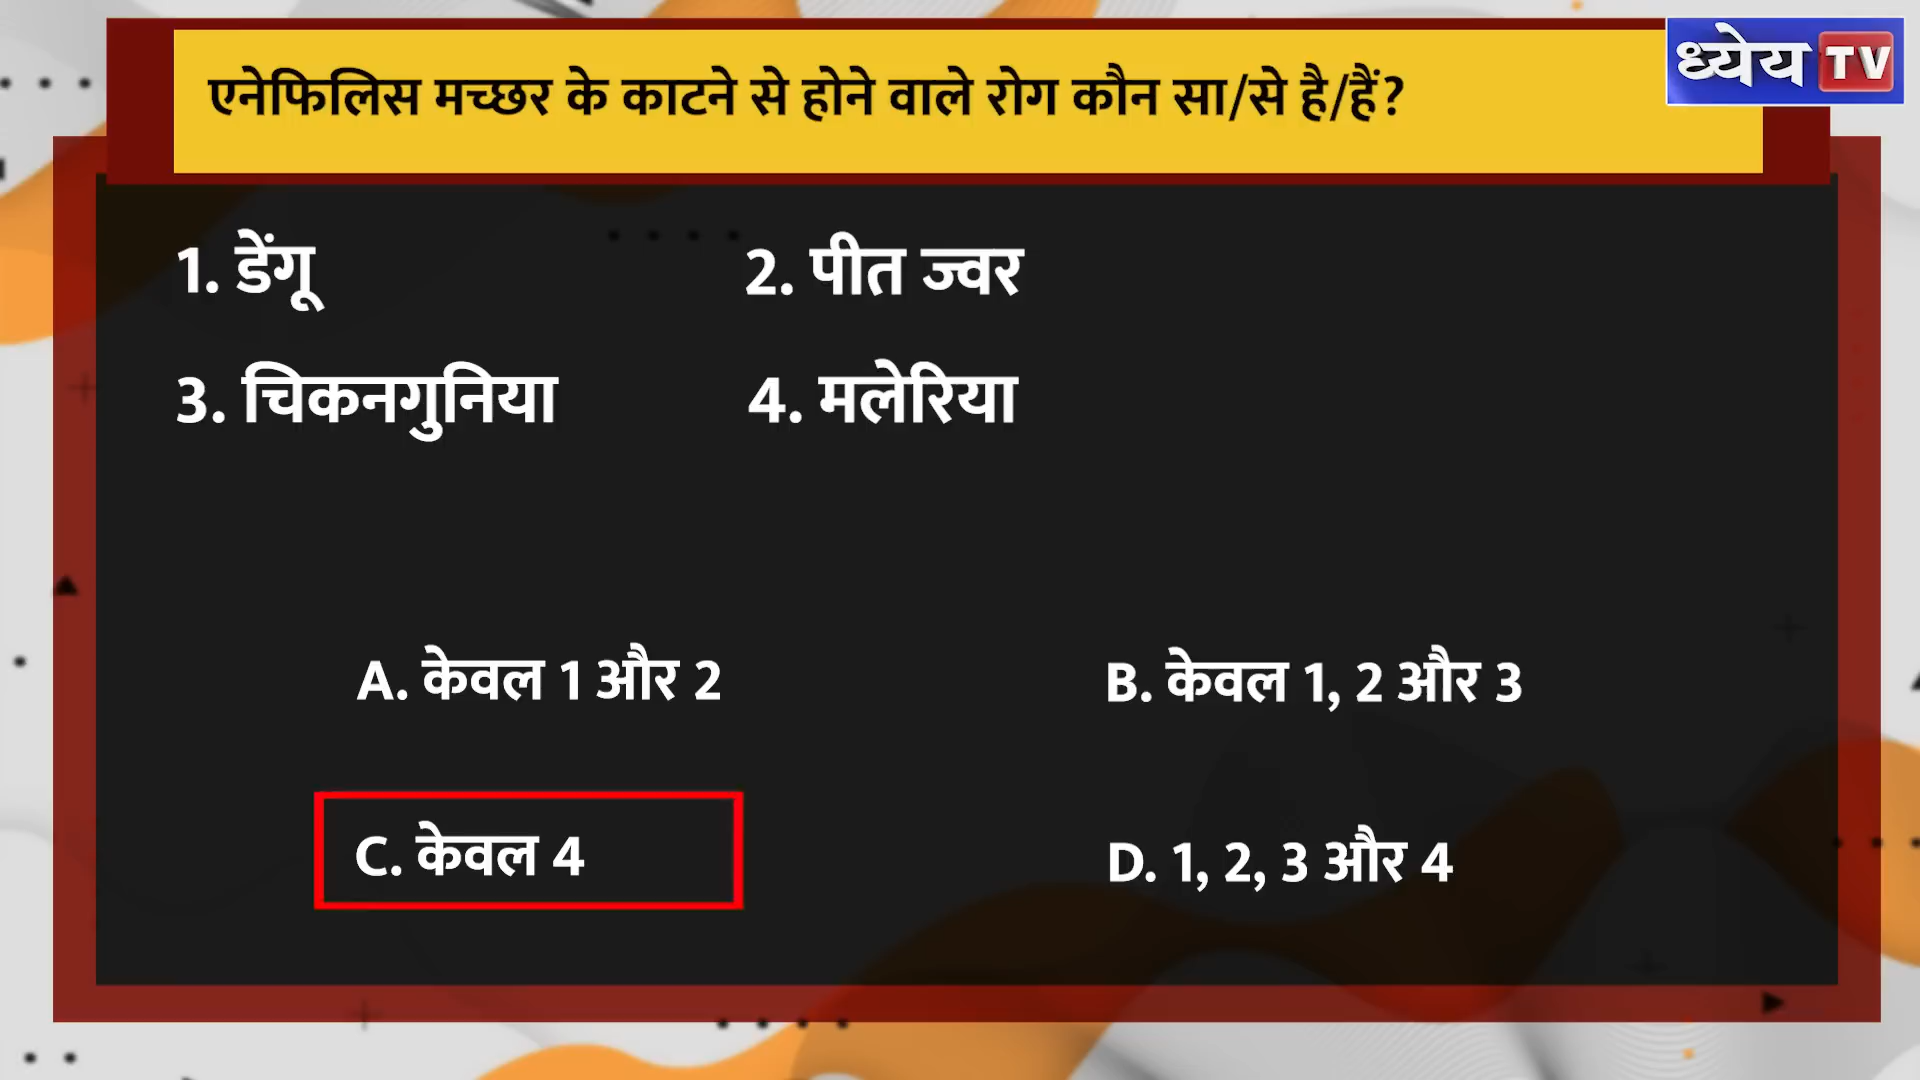 एनेफिलिस मच्छर के काटने से होने वाले रोग कौन सा/से है/हैं?
ध्येय TV
1. डेंगू
2. पीत ज्वर
3. चिकनगुनिया
4. मलेरिया
A. केवल 1 और 2
B. केवल 1, 2 और 3
C. केवल 4
D. 1, 2, 3 और 4